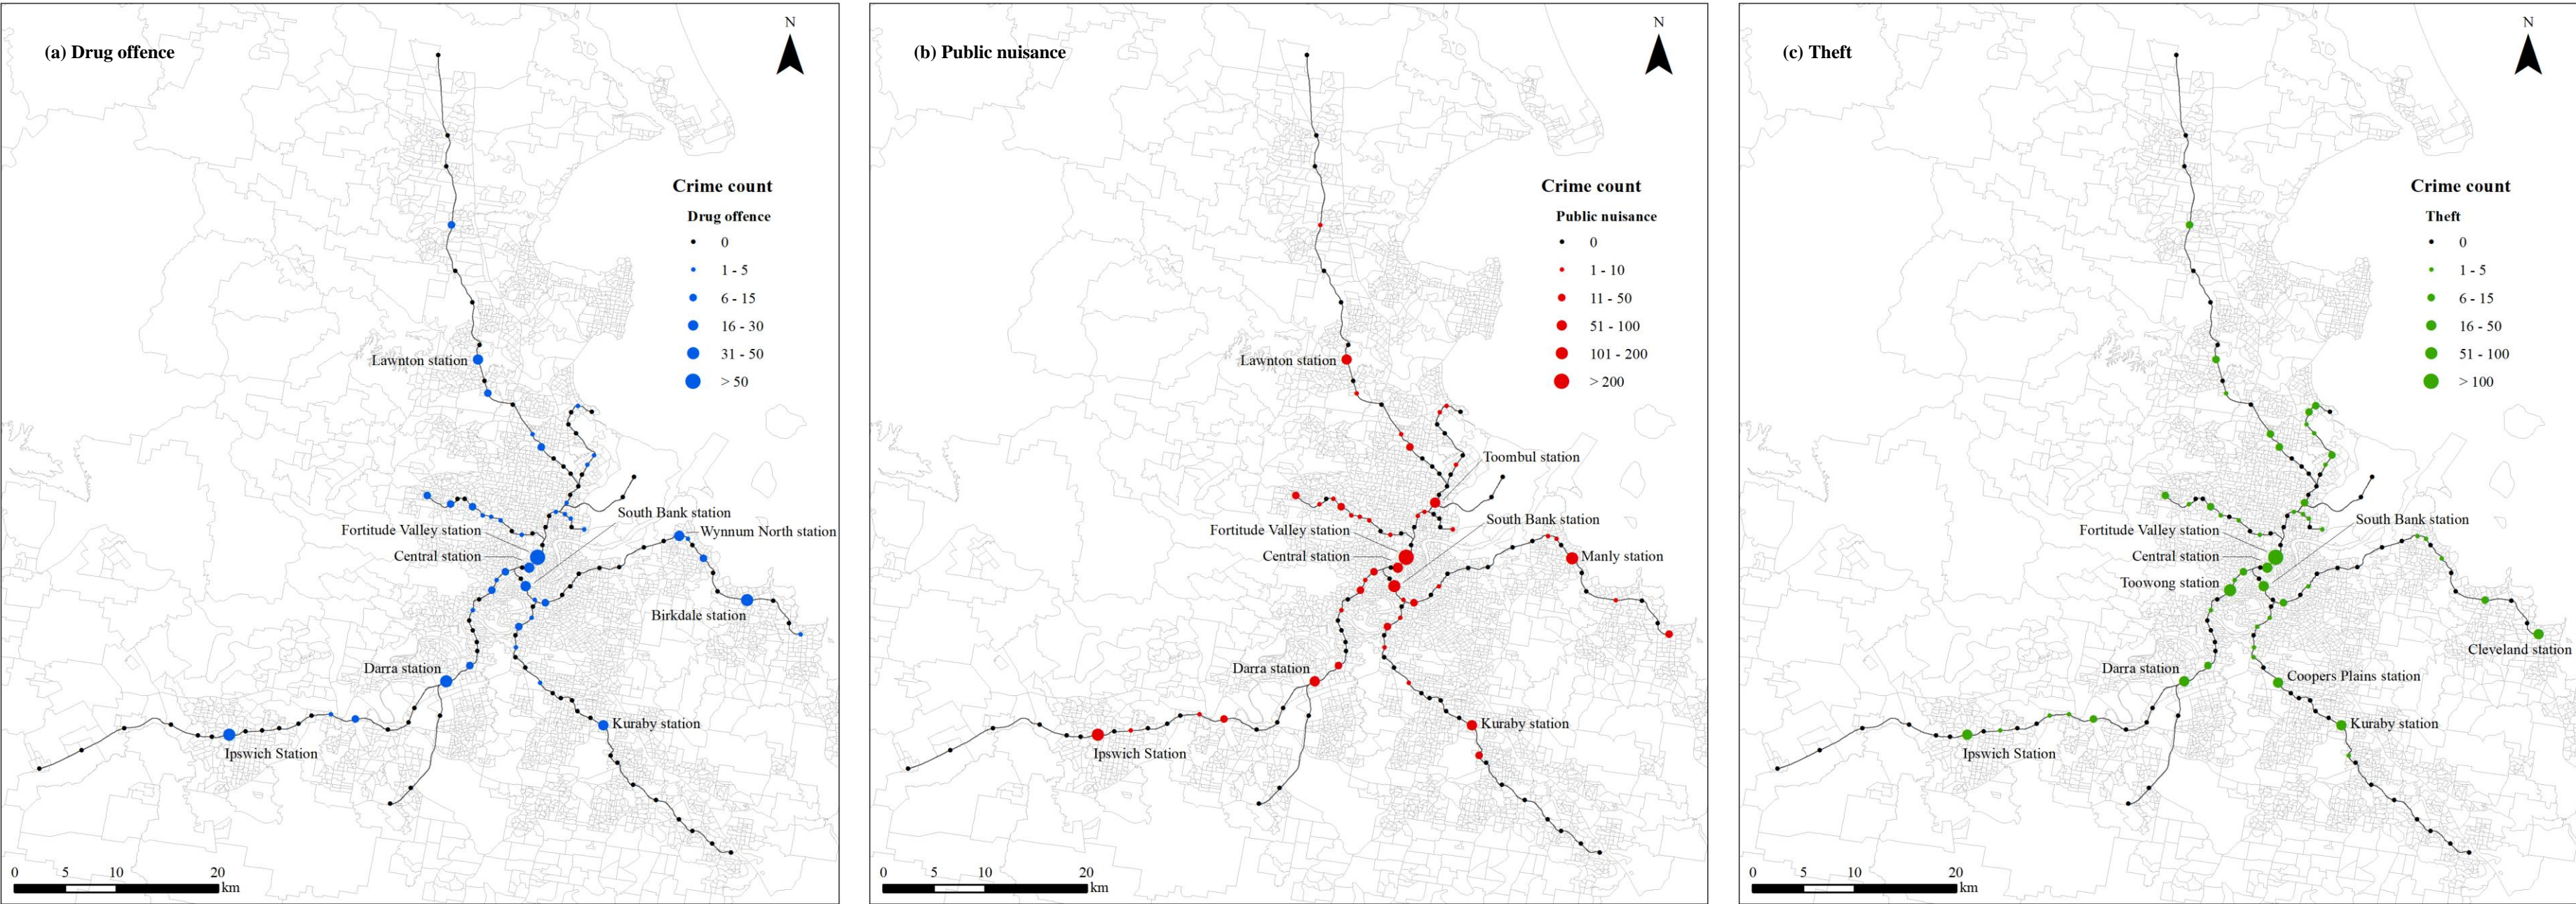 (a) Drug offence
N
Crime count
Drug offence
0
1 - 5
6 - 15
16 - 30
31 - 50
> 50
Lawnton station
South Bank station
Fortitude Valley station
Wynnum North station
Central station
Birkdale station
Darra station
Kuraby station
Ipswich Station
0 5 10 20
km
(b) Public nuisance
N
Crime count
Public nuisance
0
1 - 10
11 - 50
51 - 100
101 - 200
> 200
Lawnton station
Toombul station
South Bank station
Fortitude Valley station
Central station
Manly station
Darra station
Kuraby station
Ipswich Station
0 5 10 20
km
(c) Theft
N
Crime count
Theft
0
1 - 5
6 - 15
16 - 50
51 - 100
> 100
South Bank station
Fortitude Valley station
Central station
Toowong station
Cleveland station
Darra station
Coopers Plains station
Kuraby station
Ipswich Station
0 5 10 20
km